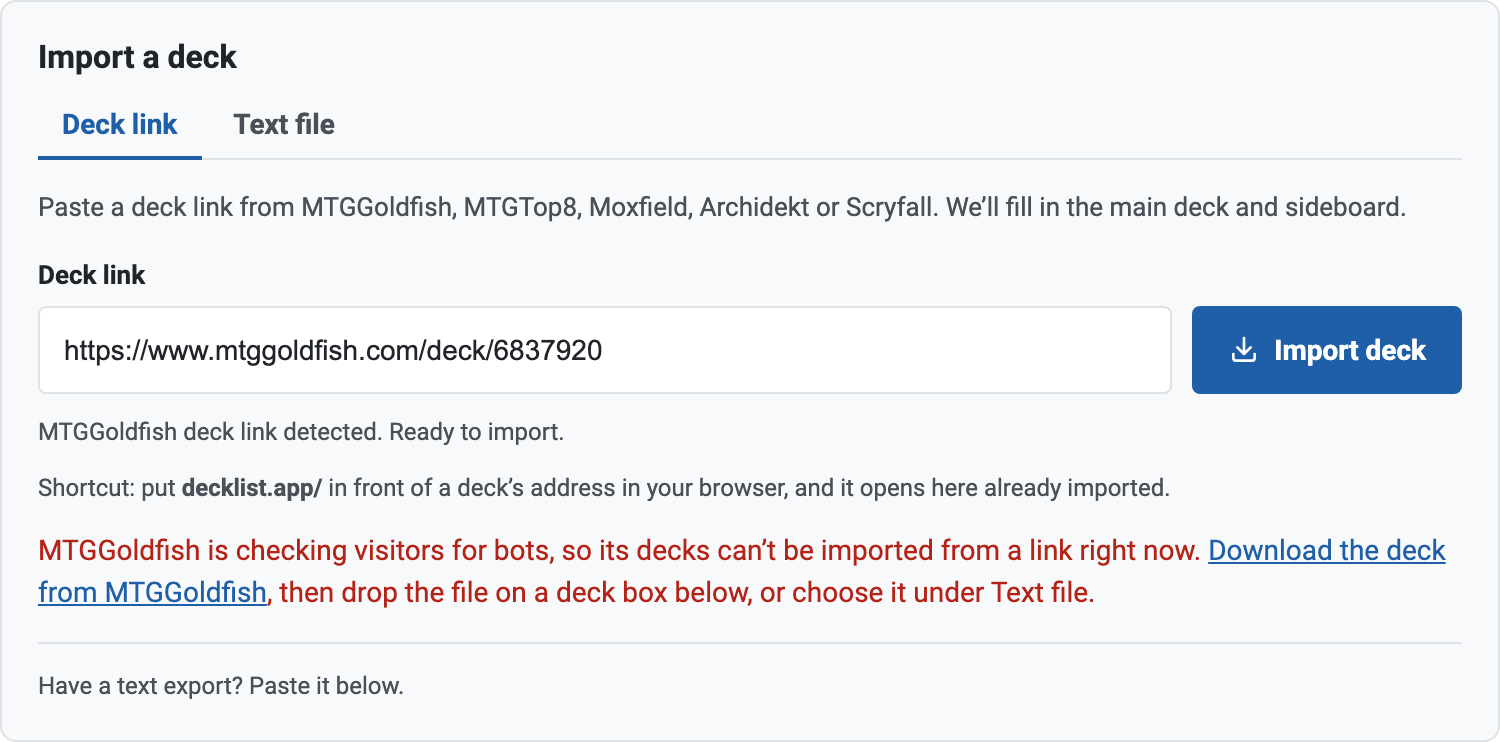 Import a deck
Deck link
Text file
Paste a deck link from MTGGoldfish, MTGTop8, Moxfield, Archidekt or Scryfall. We’ll fill in the main deck and sideboard.
Deck link
https://www.mtggoldfish.com/deck/6837920
Import deck
MTGGoldfish deck link detected. Ready to import.
Shortcut: put decklist.app/ in front of a deck’s address in your browser, and it opens here already imported.
MTGGoldfish is checking visitors for bots, so its decks can’t be imported from a link right now. Download the deck
from MTGGoldfish, then drop the file on a deck box below, or choose it under Text file.
Have a text export? Paste it below.